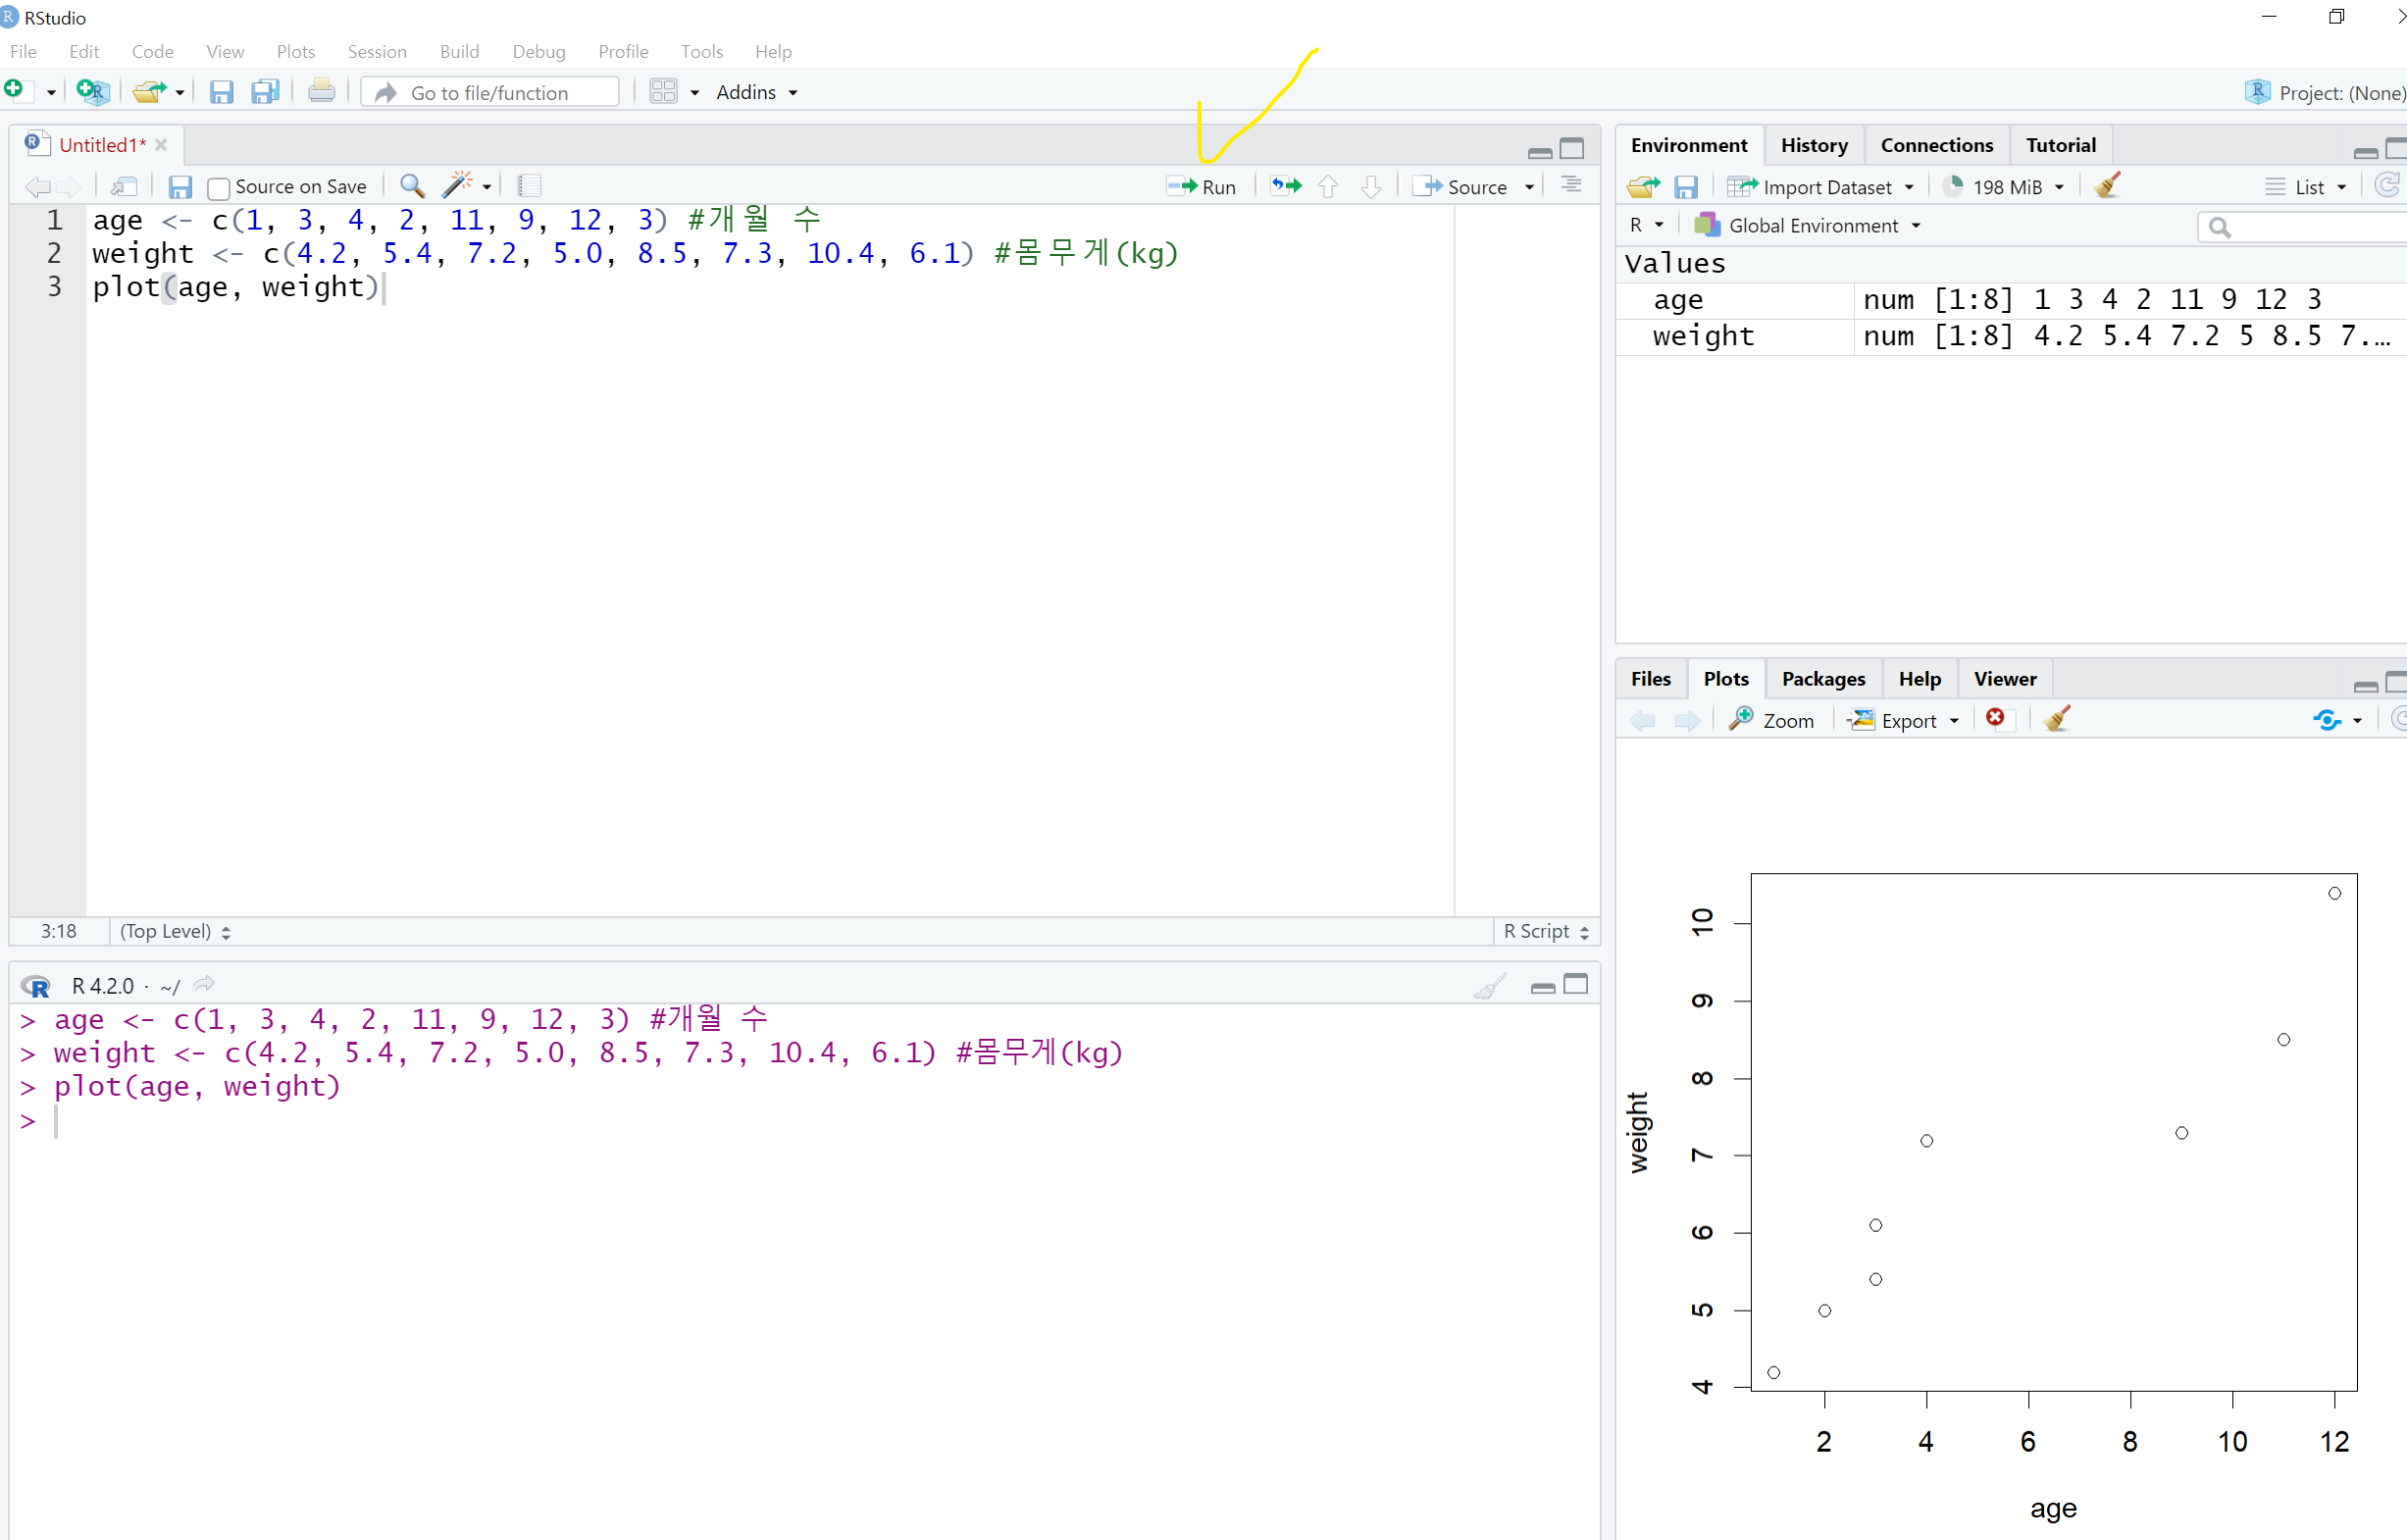 RStudio
File Edit Code View Plots Session Build Debug Profile Tools Help
Go to file/function Addins Project: (None)
Untitled1*
Source on Save Run Source
1 age <- c(1, 3, 4, 2, 11, 9, 12, 3) #개월 수
2 weight <- c(4.2, 5.4, 7.2, 5.0, 8.5, 7.3, 10.4, 6.1) #몸무게(kg)
3 plot(age, weight)
3:18 (Top Level) R Script
R 4.2.0 · ~/
> age <- c(1, 3, 4, 2, 11, 9, 12, 3) #개월 수
> weight <- c(4.2, 5.4, 7.2, 5.0, 8.5, 7.3, 10.4, 6.1) #몸무게(kg)
> plot(age, weight)
>
Environment History Connections Tutorial
Import Dataset 198 MiB List
R Global Environment
Values
age num [1:8] 1 3 4 2 11 9 12 3
weight num [1:8] 4.2 5.4 7.2 5 8.5 7.…
Files Plots Packages Help Viewer
Zoom Export
10
9
8
7
6
5
4
weight
2 4 6 8 10 12
age